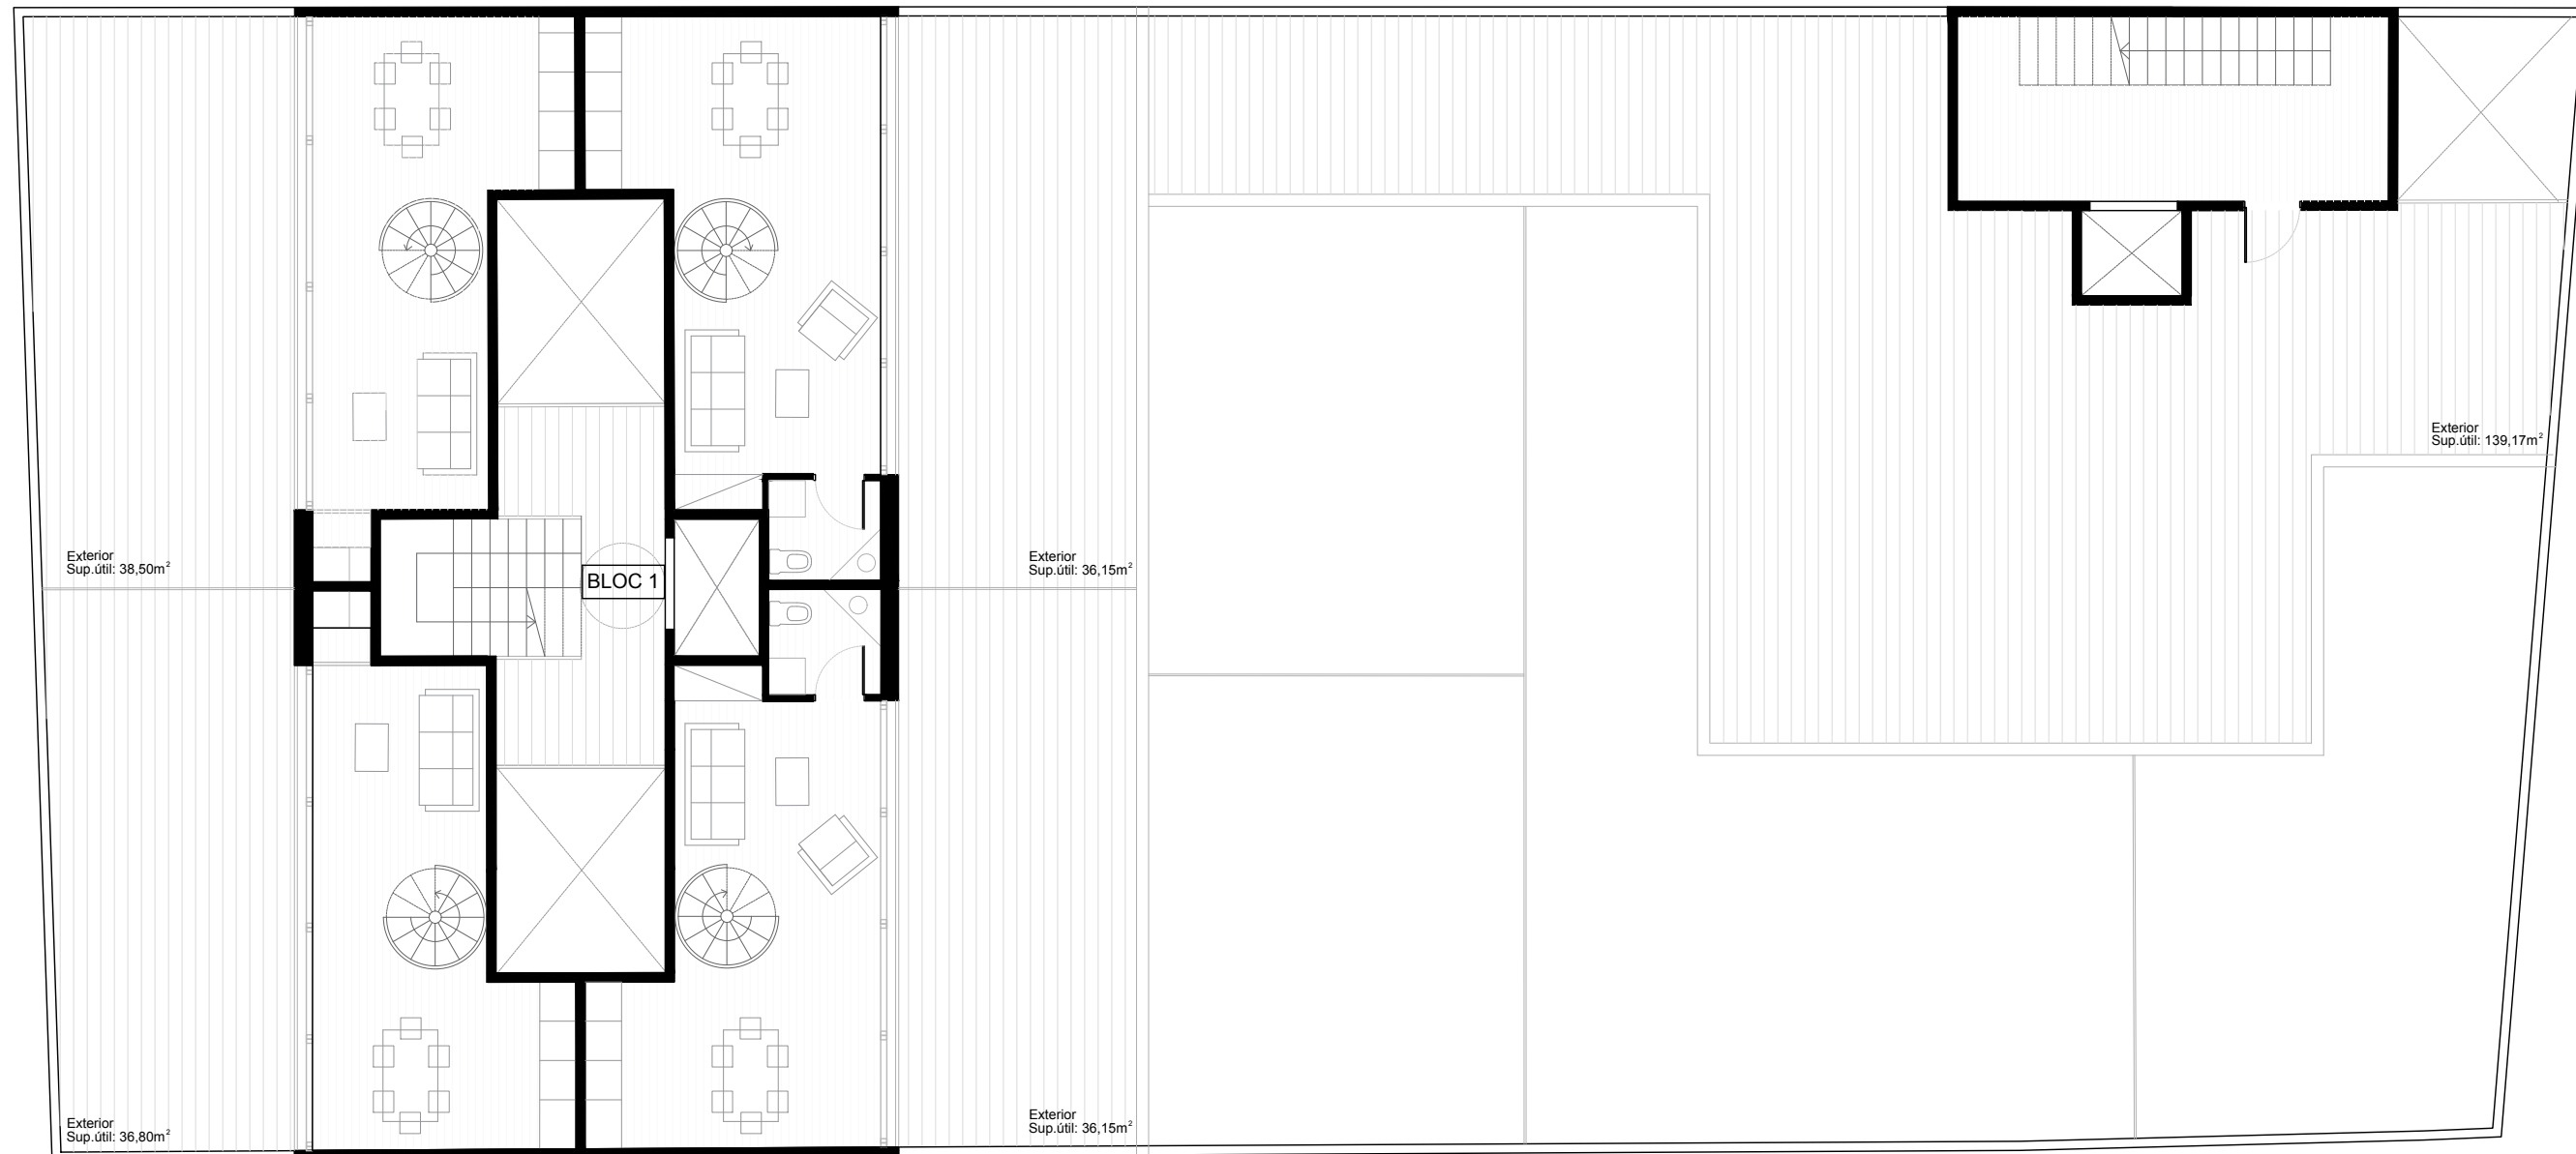 Exterior
Sup.útil: 139,17m²
Exterior
Sup.útil: 38,50m²
BLOC 1
Exterior
Sup.útil: 36,15m²
Exterior
Sup.útil: 36,80m²
Exterior
Sup.útil: 36,15m²